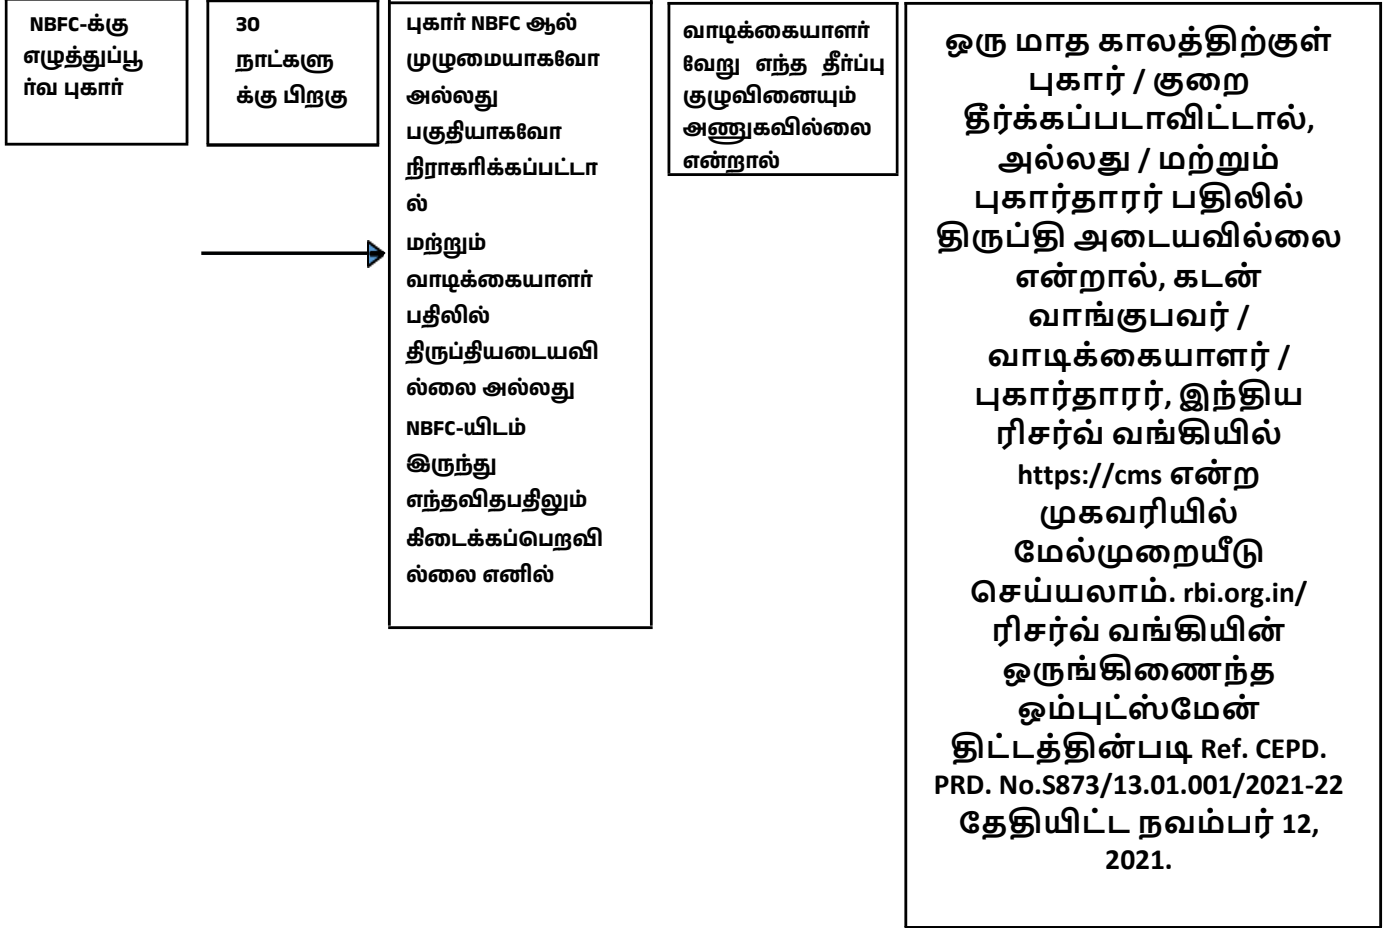 NBFC-க்கு
எழுத்துப்பூ
ர்வ புகார்
30
நாட்களு
க்கு பிறகு
புகார் NBFC ஆல்
முழுமையாகவோ
அல்லது
பகுதியாகவோ
நிராகரிக்கப்பட்டா
ல்
மற்றும்
வாடிக்கையாளர்
பதிலில்
திருப்தியடையவி
ல்லை அல்லது
NBFC-யிடம்
இருந்து
எந்தவிதபதிலும்
கிடைக்கப்பெறவி
ல்லை எனில்
வாடிக்கையாளர்
வேறு எந்த தீர்ப்பு
குழுவினையும்
அணுகவில்லை
என்றால்
ஒரு மாத காலத்திற்குள்
புகார் / குறை
தீர்க்கப்படாவிட்டால்,
அல்லது / மற்றும்
புகார்தாரர் பதிலில்
திருப்தி அடையவில்லை
என்றால், கடன்
வாங்குபவர் /
வாடிக்கையாளர் /
புகார்தாரர், இந்திய
ரிசர்வ் வங்கியில்
https://cms என்ற
முகவரியில்
மேல்முறையீடு
செய்யலாம். rbi.org.in/
ரிசர்வ் வங்கியின்
ஒருங்கிணைந்த
ஒம்புட்ஸ்மேன்
திட்டத்தின்படி Ref. CEPD.
PRD. No.S873/13.01.001/2021-22
தேதியிட்ட நவம்பர் 12,
2021.